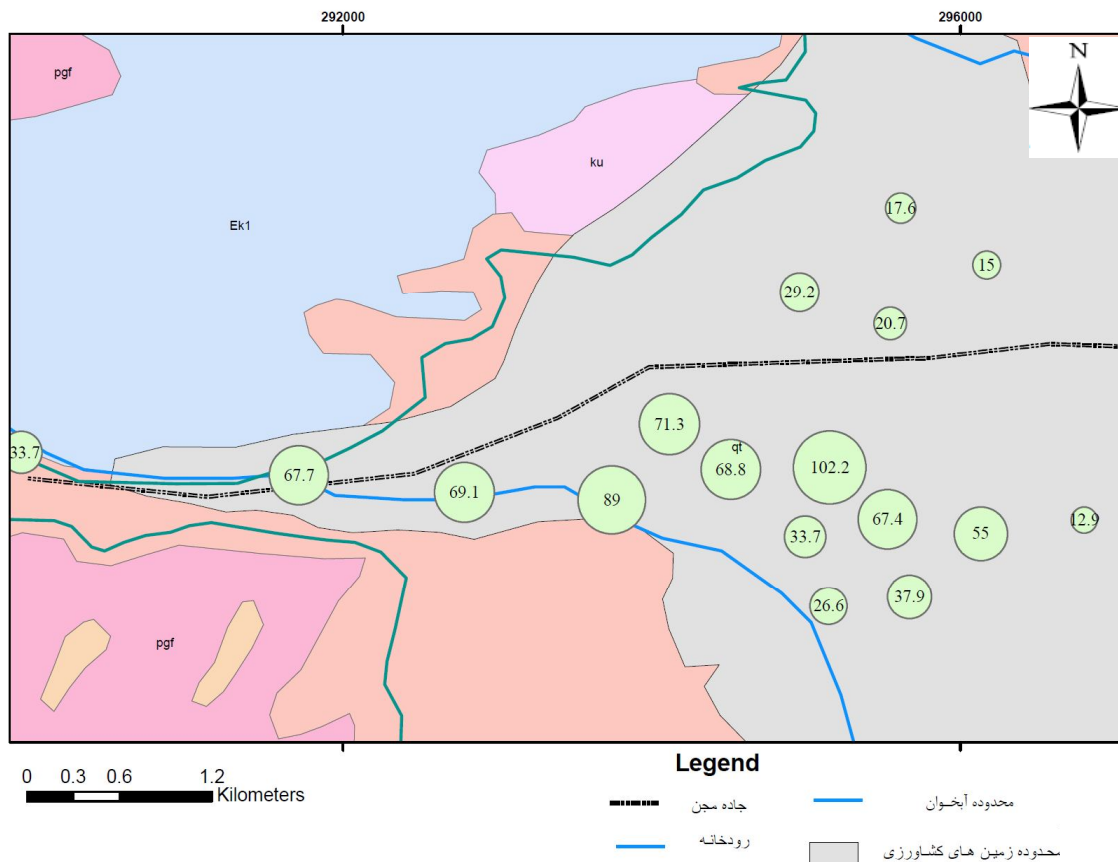 292000 296000
N
pgf
ku
17.6
Ek1
15
29.2
20.7
71.3
qt
33.7
68.8
102.2
67.7
69.1
89
67.4
12.9
33.7
55
26.6
37.9
pgf
Legend
0 0.3 0.6 1.2
Kilometers
جاده مجن
محدوده آبخوان
رودخانه
محدوده زمین های کشاورزی